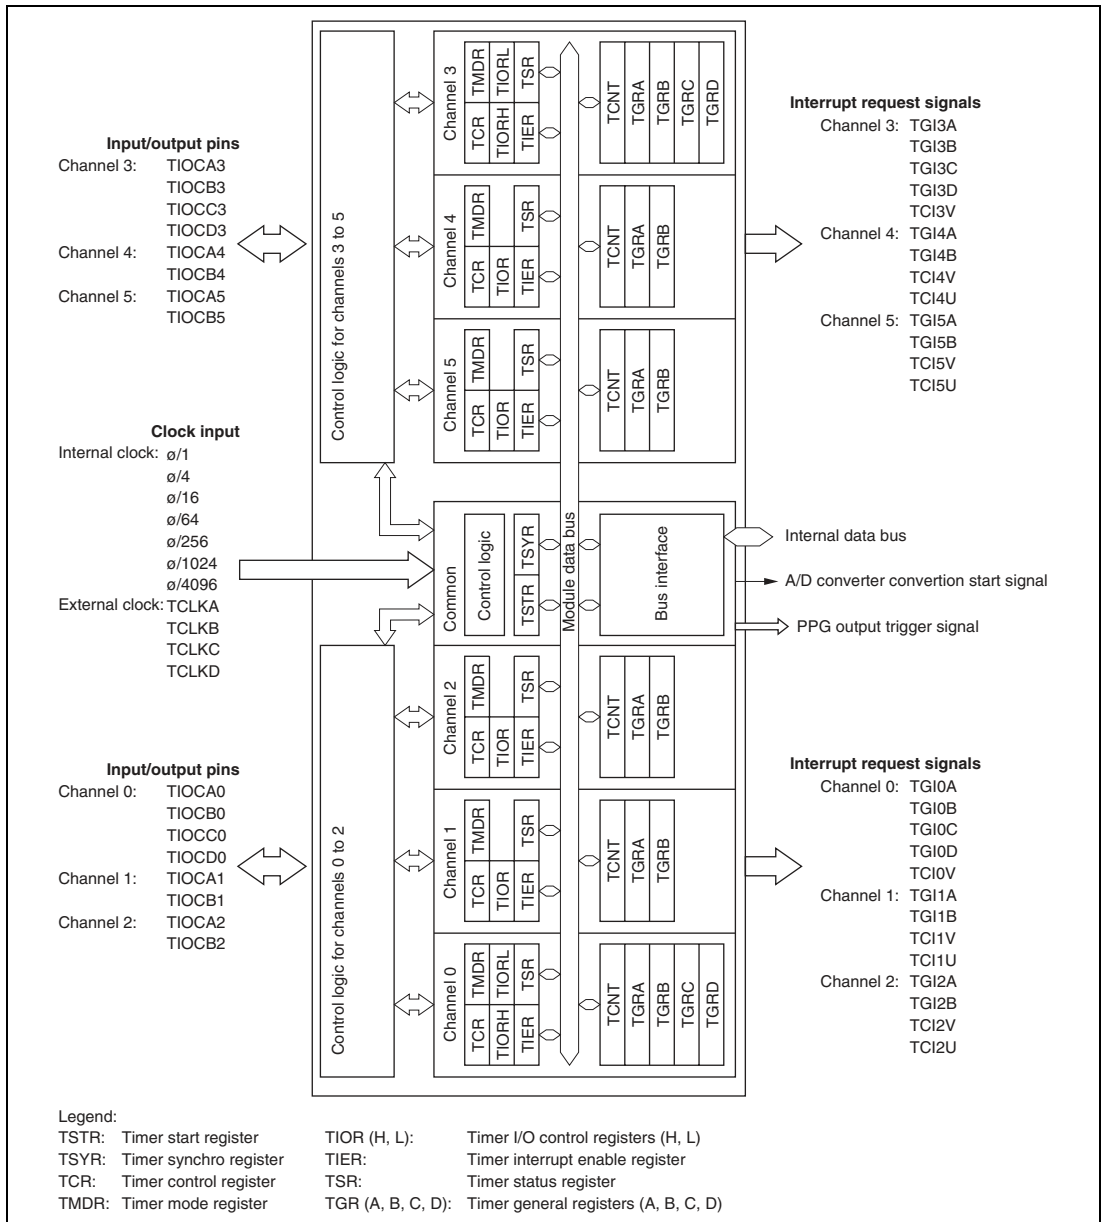 Input/output pins
Channel 3: TIOCA3
TIOCB3
TIOCC3
TIOCD3
Channel 4: TIOCA4
TIOCB4
Channel 5: TIOCA5
TIOCB5
Clock input
Internal clock: ø/1
ø/4
ø/16
ø/64
ø/256
ø/1024
ø/4096
External clock: TCLKA
TCLKB
TCLKC
TCLKD
Input/output pins
Channel 0: TIOCA0
TIOCB0
TIOCC0
TIOCD0
Channel 1: TIOCA1
TIOCB1
Channel 2: TIOCA2
TIOCB2
Control logic for channels 3 to 5
Control logic for channels 0 to 2
Channel 3
TCR TMDR
TIORH TIORL
TIER TSR
TCNT
TGRA
TGRB
TGRC
TGRD
Channel 4
TCR TMDR
TIOR
TIER TSR
TCNT
TGRA
TGRB
Channel 5
TCR TMDR
TIOR
TIER TSR
TCNT
TGRA
TGRB
Common
Control logic
TSTR TSYR
Module data bus
Bus interface
Channel 2
TCR TMDR
TIOR
TIER TSR
TCNT
TGRA
TGRB
Channel 1
TCR TMDR
TIOR
TIER TSR
TCNT
TGRA
TGRB
Channel 0
TCR TMDR
TIORH TIORL
TIER TSR
TCNT
TGRA
TGRB
TGRC
TGRD
Interrupt request signals
Channel 3: TGI3A
TGI3B
TGI3C
TGI3D
TCI3V
Channel 4: TGI4A
TGI4B
TCI4V
TCI4U
Channel 5: TGI5A
TGI5B
TCI5V
TCI5U
Internal data bus
A/D converter convertion start signal
PPG output trigger signal
Interrupt request signals
Channel 0: TGI0A
TGI0B
TGI0C
TGI0D
TCI0V
Channel 1: TGI1A
TGI1B
TCI1V
TCI1U
Channel 2: TGI2A
TGI2B
TCI2V
TCI2U
Legend:
TSTR: Timer start register TIOR (H, L): Timer I/O control registers (H, L)
TSYR: Timer synchro register TIER: Timer interrupt enable register
TCR: Timer control register TSR: Timer status register
TMDR: Timer mode register TGR (A, B, C, D): Timer general registers (A, B, C, D)